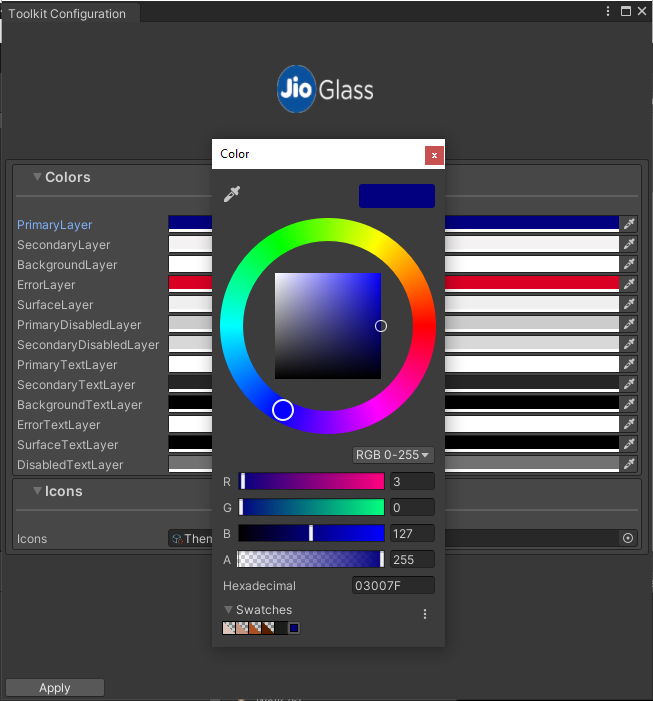 Toolkit Configuration
Jio Glass
Color
x
Colors
PrimaryLayer
SecondaryLayer
BackgroundLayer
ErrorLayer
SurfaceLayer
PrimaryDisabledLayer
SecondaryDisabledLayer
PrimaryTextLayer
SecondaryTextLayer
BackgroundTextLayer
ErrorTextLayer
SurfaceTextLayer
DisabledTextLayer
RGB 0-255
R 3
G 0
B 127
A 255
Hexadecimal 03007F
Swatches
Icons
Icons
Apply